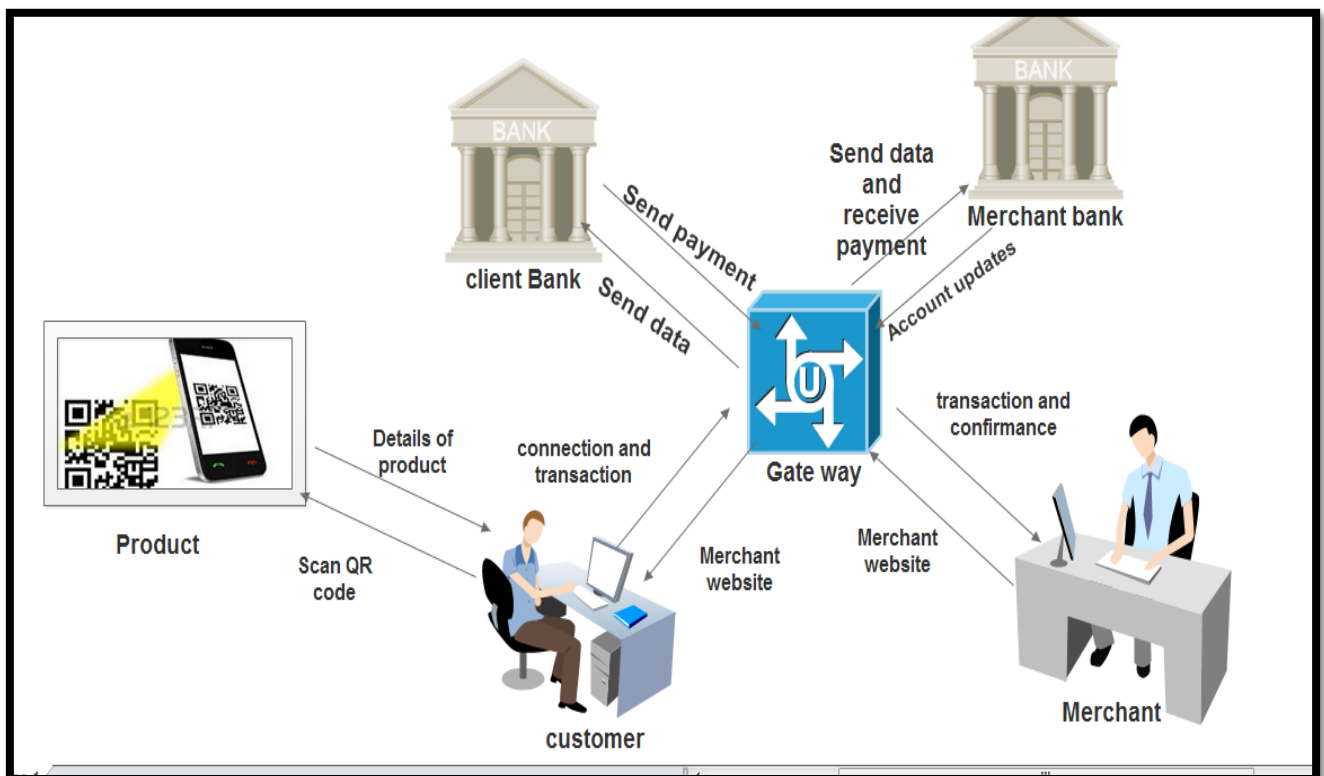 BANK
BANK
Send data
and
receive
payment
Merchant bank
Send payment
client Bank
Send data
Account updates
U
transaction and
confirmance
Details of
product
connection and
transaction
Gate way
Product
Scan QR
code
Merchant
website
Merchant
website
Merchant
customer